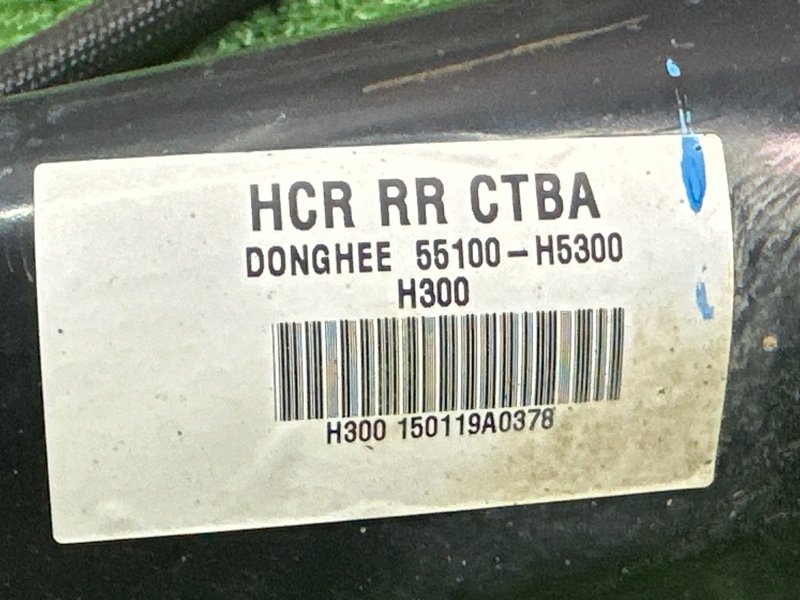 HCR RR CTBA
DONGHEE 55100-H5300
H300
H300 150119A0378